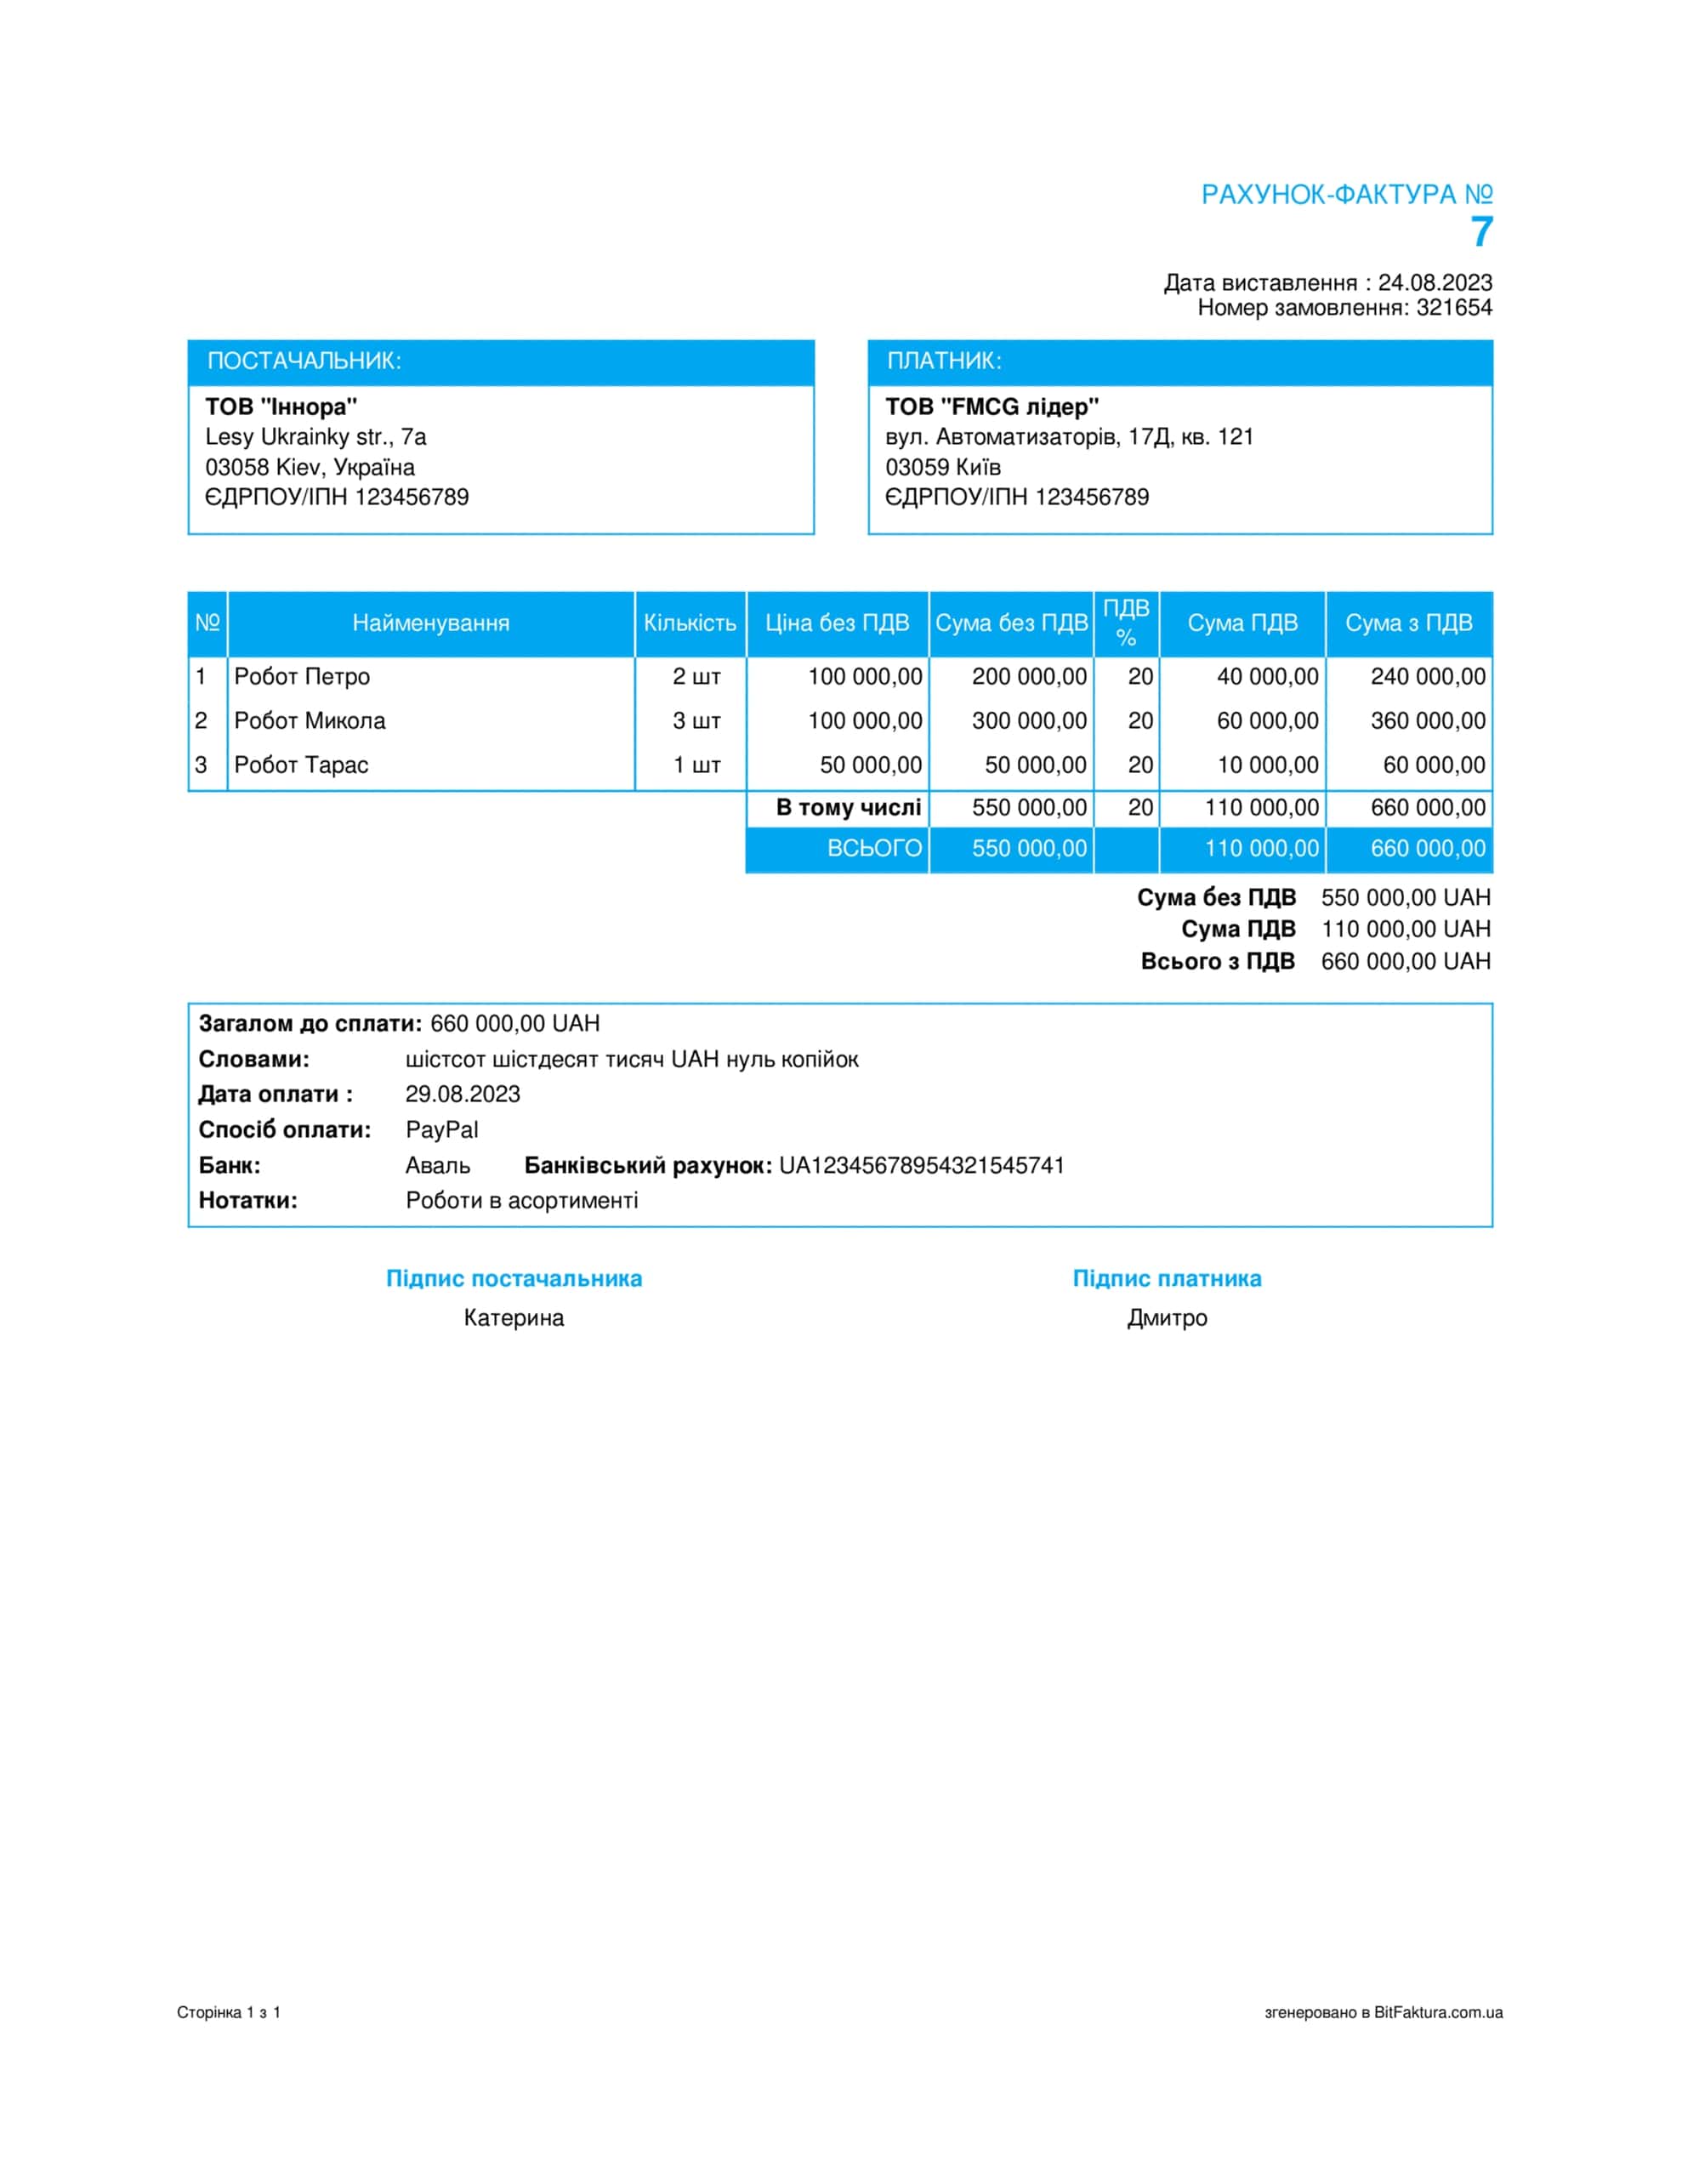 РАХУНОК-ФАКТУРА №
7
Дата виставлення : 24.08.2023
Номер замовлення: 321654
ПОСТАЧАЛЬНИК:
ТОВ "Іннора"
Lesy Ukrainky str., 7a
03058 Kiev, Україна
ЄДРПОУ/ІПН 123456789
ПЛАТНИК:
ТОВ "FMCG лідер"
вул. Автоматизаторів, 17Д, кв. 121
03059 Київ
ЄДРПОУ/ІПН 123456789
№ Найменування Кількість Ціна без ПДВ Сума без ПДВ ПДВ % Сума ПДВ Сума з ПДВ
1 Робот Петро 2 шт 100 000,00 200 000,00 20 40 000,00 240 000,00
2 Робот Микола 3 шт 100 000,00 300 000,00 20 60 000,00 360 000,00
3 Робот Тарас 1 шт 50 000,00 50 000,00 20 10 000,00 60 000,00
В тому числі 550 000,00 20 110 000,00 660 000,00
ВСЬОГО 550 000,00 110 000,00 660 000,00
Сума без ПДВ 550 000,00 UAH
Сума ПДВ 110 000,00 UAH
Всього з ПДВ 660 000,00 UAH
Загалом до сплати: 660 000,00 UAH
Словами: шістсот шістдесят тисяч UAH нуль копійок
Дата оплати : 29.08.2023
Спосіб оплати: PayPal
Банк: Аваль Банківський рахунок: UA12345678954321545741
Нотатки: Роботи в асортименті
Підпис постачальника
Катерина
Підпис платника
Дмитро
Сторінка 1 з 1
згенеровано в BitFaktura.com.ua